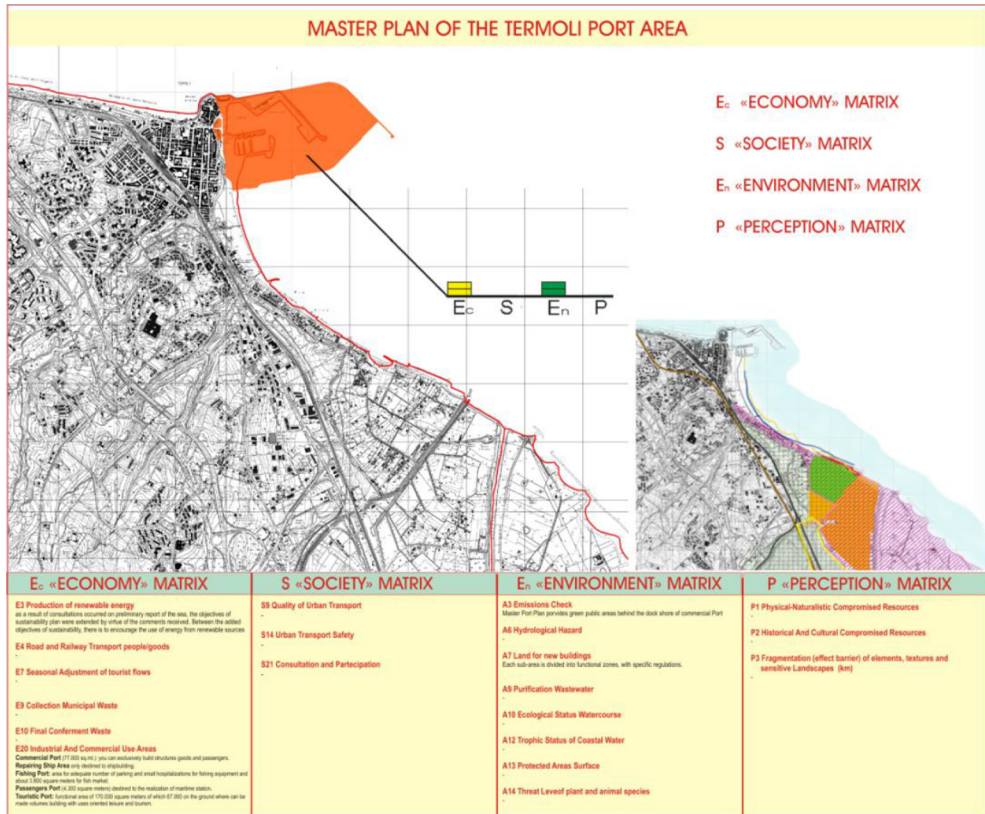 MASTER PLAN OF THE TERMOLI PORT AREA
Ec «ECONOMY» MATRIX
S «SOCIETY» MATRIX
En «ENVIRONMENT» MATRIX
P «PERCEPTION» MATRIX
Ec S En P
Ec «ECONOMY» MATRIX
E3 Production of renewable energy
as a result of consultations occurred on preliminary report of the sea, the objectives of
sustainability plan were extended by virtue of the comments received. Between the added
objectives of sustainability, there is to encourage the use of energy from renewable sources
E4 Road and Railway Transport people/goods
-
E7 Seasonal Adjustment of tourist flows
-
E9 Collection Municipal Waste
-
E10 Final Conferment Waste
-
E20 Industrial And Commercial Use Areas
Commercial Port (77.000 sq.mt.): you can exclusively build structures goods and passengers.
Repairing Ship Area only destined to shipbuilding.
Fishing Port: area for adequate number of parking and small hospitalizations for fishing equipment and
about 3.800 square meters for fish market.
Passengers Port (4.200 square meters) destined to the realization of maritime station.
Touristic Port: functional area of 170.000 square meters of which 67.000 on the ground where can be
made volumes building with uses oriented leisure and tourism.
S «SOCIETY» MATRIX
S9 Quality of Urban Transport
-
S14 Urban Transport Safety
-
S21 Consultation and Partecipation
-
En «ENVIRONMENT» MATRIX
A3 Emissions Check
Master Port Plan porvides green public areas behind the dock shore of commercial Port
A6 Hydrological Hazard
-
A7 Land for new buildings
Each sub-area is divided into functional zones, with specific regulations.
A9 Purification Wastewater
-
A10 Ecological Status Watercourse
-
A12 Trophic Status of Coastal Water
-
A13 Protected Areas Surface
-
A14 Threat Leveof plant and animal species
-
P «PERCEPTION» MATRIX
P1 Physical-Naturalistic Compromised Resources
-
P2 Historical And Cultural Compromised Resources
-
P3 Fragmentation (effect barrier) of elements, textures and
sensitive Landscapes (km)
-